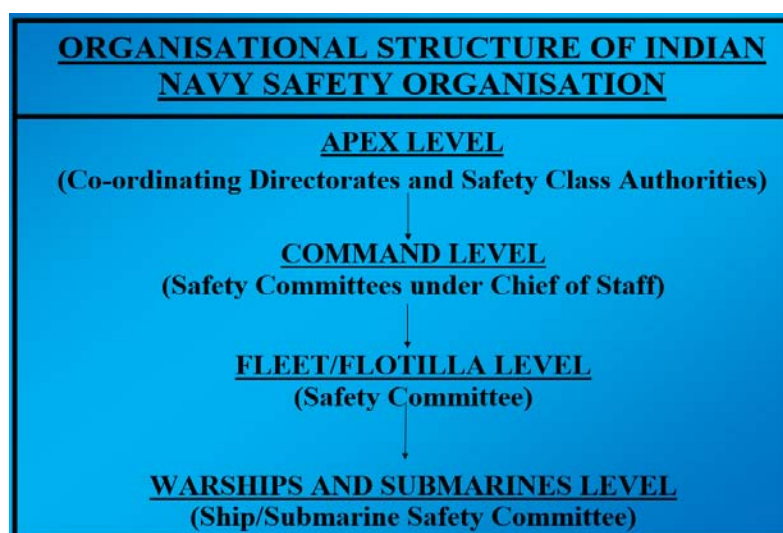 ORGANISATIONAL STRUCTURE OF INDIAN
NAVY SAFETY ORGANISATION
APEX LEVEL
(Co-ordinating Directorates and Safety Class Authorities)
COMMAND LEVEL
(Safety Committees under Chief of Staff)
FLEET/FLOTILLA LEVEL
(Safety Committee)
WARSHIPS AND SUBMARINES LEVEL
(Ship/Submarine Safety Committee)